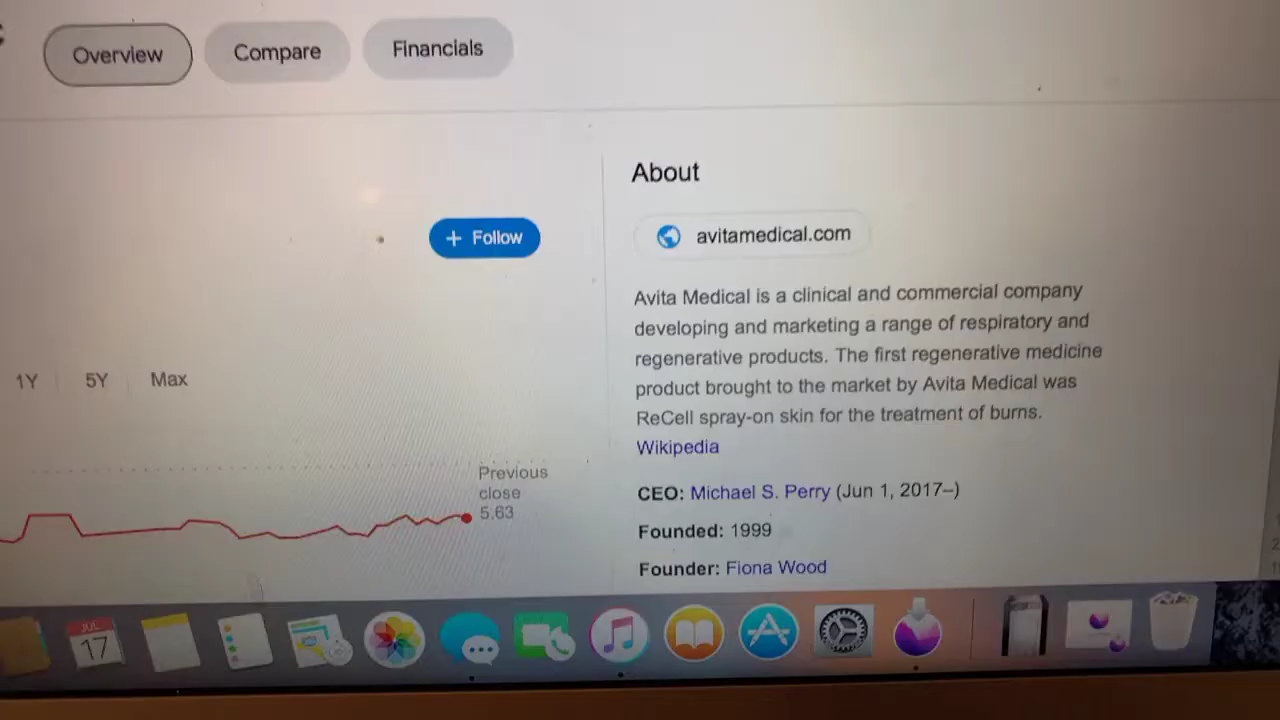 Overview Compare Financials
About
+ Follow
avitamedical.com
Avita Medical is a clinical and commercial company
developing and marketing a range of respiratory and
regenerative products. The first regenerative medicine
product brought to the market by Avita Medical was
ReCell spray-on skin for the treatment of burns.
Wikipedia
1Y 5Y Max
Previous
close
5.63
CEO: Michael S. Perry (Jun 1, 2017–)
Founded: 1999
Founder: Fiona Wood
JUL
17